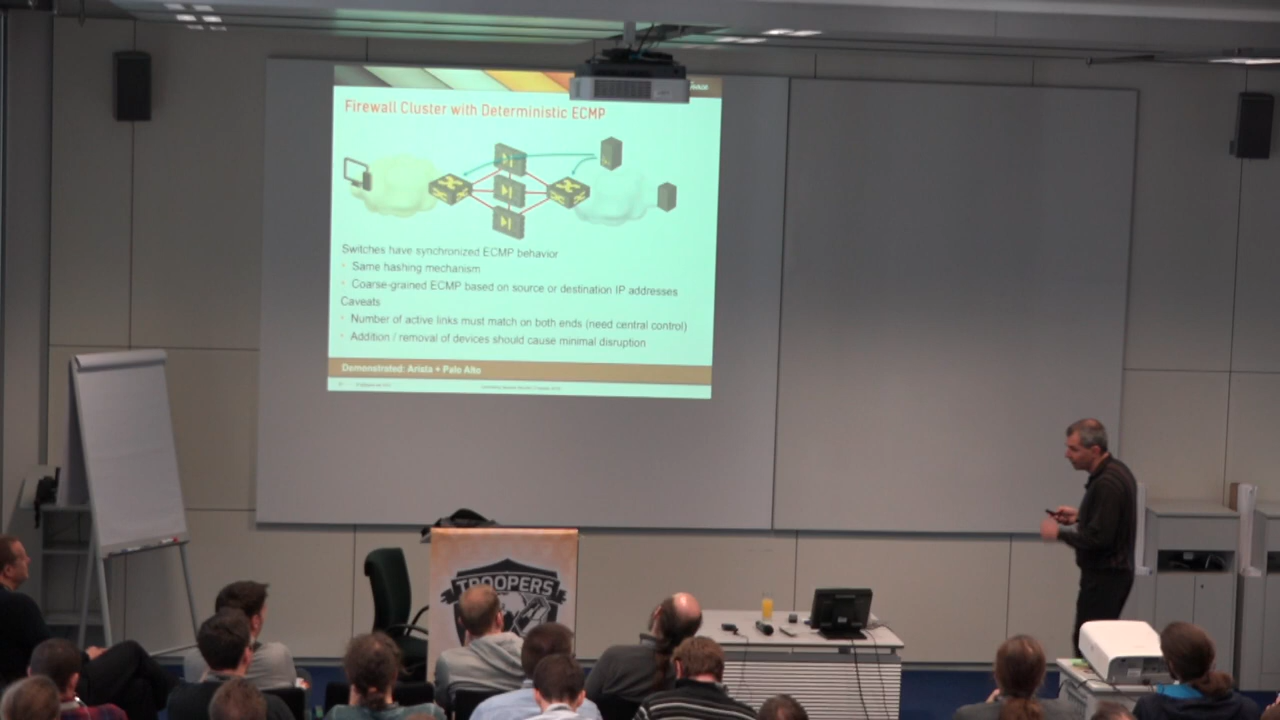 Firewall Cluster with Deterministic ECMP
Switches have synchronized ECMP behavior
Same hashing mechanism
Coarse-grained ECMP based on source or destination IP addresses
Caveats
Number of active links must match on both ends (need central control)
Addition / removal of devices should cause minimal disruption
Demonstrated: Arista + Palo Alto
TROOPERS